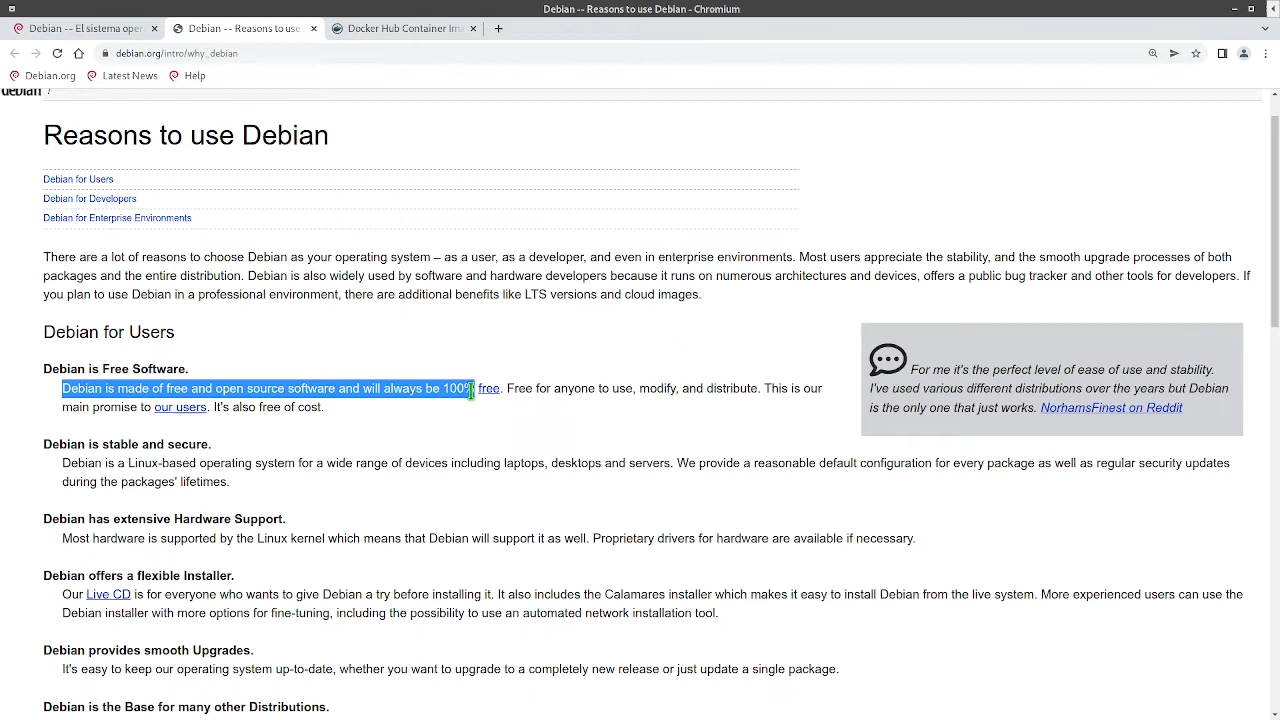 Debian -- Reasons to use Debian - Chromium
Debian -- El sistema oper
Debian -- Reasons to use
Docker Hub Container Ima
debian.org/intro/why_debian
Debian.org
Latest News
Help
debian /
Reasons to use Debian
Debian for Users
Debian for Developers
Debian for Enterprise Environments
There are a lot of reasons to choose Debian as your operating system – as a user, as a developer, and even in enterprise environments. Most users appreciate the stability, and the smooth upgrade processes of both
packages and the entire distribution. Debian is also widely used by software and hardware developers because it runs on numerous architectures and devices, offers a public bug tracker and other tools for developers. If
you plan to use Debian in a professional environment, there are additional benefits like LTS versions and cloud images.
Debian for Users
Debian is Free Software.
Debian is made of free and open source software and will always be 100% free. Free for anyone to use, modify, and distribute. This is our
main promise to our users. It's also free of cost.
For me it's the perfect level of ease of use and stability.
I've used various different distributions over the years but Debian
is the only one that just works. NorhamsFinest on Reddit
Debian is stable and secure.
Debian is a Linux-based operating system for a wide range of devices including laptops, desktops and servers. We provide a reasonable default configuration for every package as well as regular security updates
during the packages' lifetimes.
Debian has extensive Hardware Support.
Most hardware is supported by the Linux kernel which means that Debian will support it as well. Proprietary drivers for hardware are available if necessary.
Debian offers a flexible Installer.
Our Live CD is for everyone who wants to give Debian a try before installing it. It also includes the Calamares installer which makes it easy to install Debian from the live system. More experienced users can use the
Debian installer with more options for fine-tuning, including the possibility to use an automated network installation tool.
Debian provides smooth Upgrades.
It's easy to keep our operating system up-to-date, whether you want to upgrade to a completely new release or just update a single package.
Debian is the Base for many other Distributions.